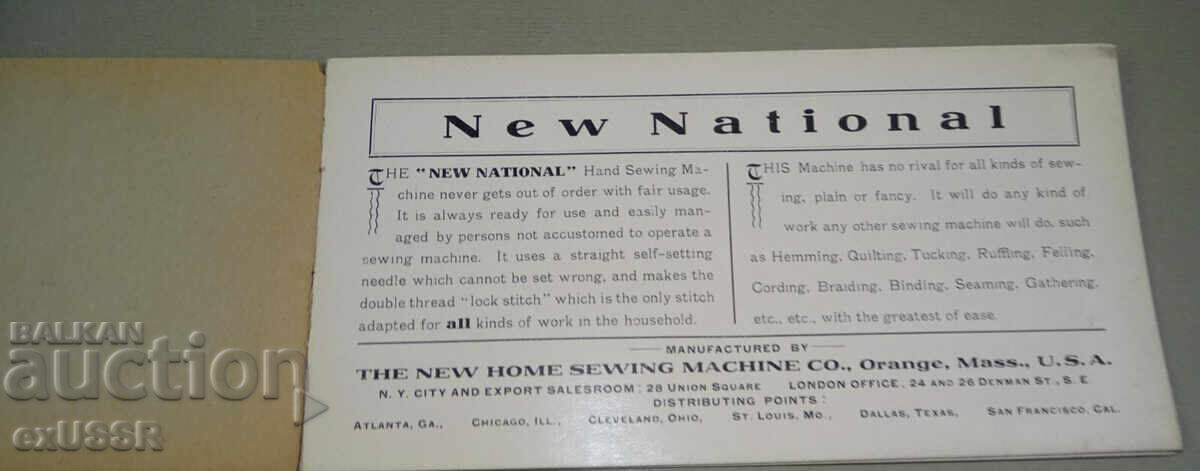 New National
THE "NEW NATIONAL" Hand Sewing Ma-
chine never gets out of order with fair usage.
It is always ready for use and easily man-
aged by persons not accustomed to operate a
sewing machine. It uses a straight self-setting
needle which cannot be set wrong, and makes the
double thread "lock stitch" which is the only stitch
adapted for all kinds of work in the household.
THIS Machine has no rival for all kinds of sew-
ing, plain or fancy. It will do any kind of
work any other sewing machine will do, such
as Hemming, Quilting, Tucking, Ruffling, Felling,
Cording, Braiding, Binding, Seaming, Gathering,
etc., etc., with the greatest of ease.
MANUFACTURED BY
THE NEW HOME SEWING MACHINE CO., Orange, Mass., U.S.A.
N. Y. CITY AND EXPORT SALESROOM: 28 UNION SQUARE LONDON OFFICE, 24 AND 26 DENMAN ST., S. E
DISTRIBUTING POINTS:
ATLANTA, GA., CHICAGO, ILL., CLEVELAND, OHIO, ST. LOUIS, MO., DALLAS, TEXAS, SAN FRANCISCO, CAL.
BALKAN
auction
exUSSR